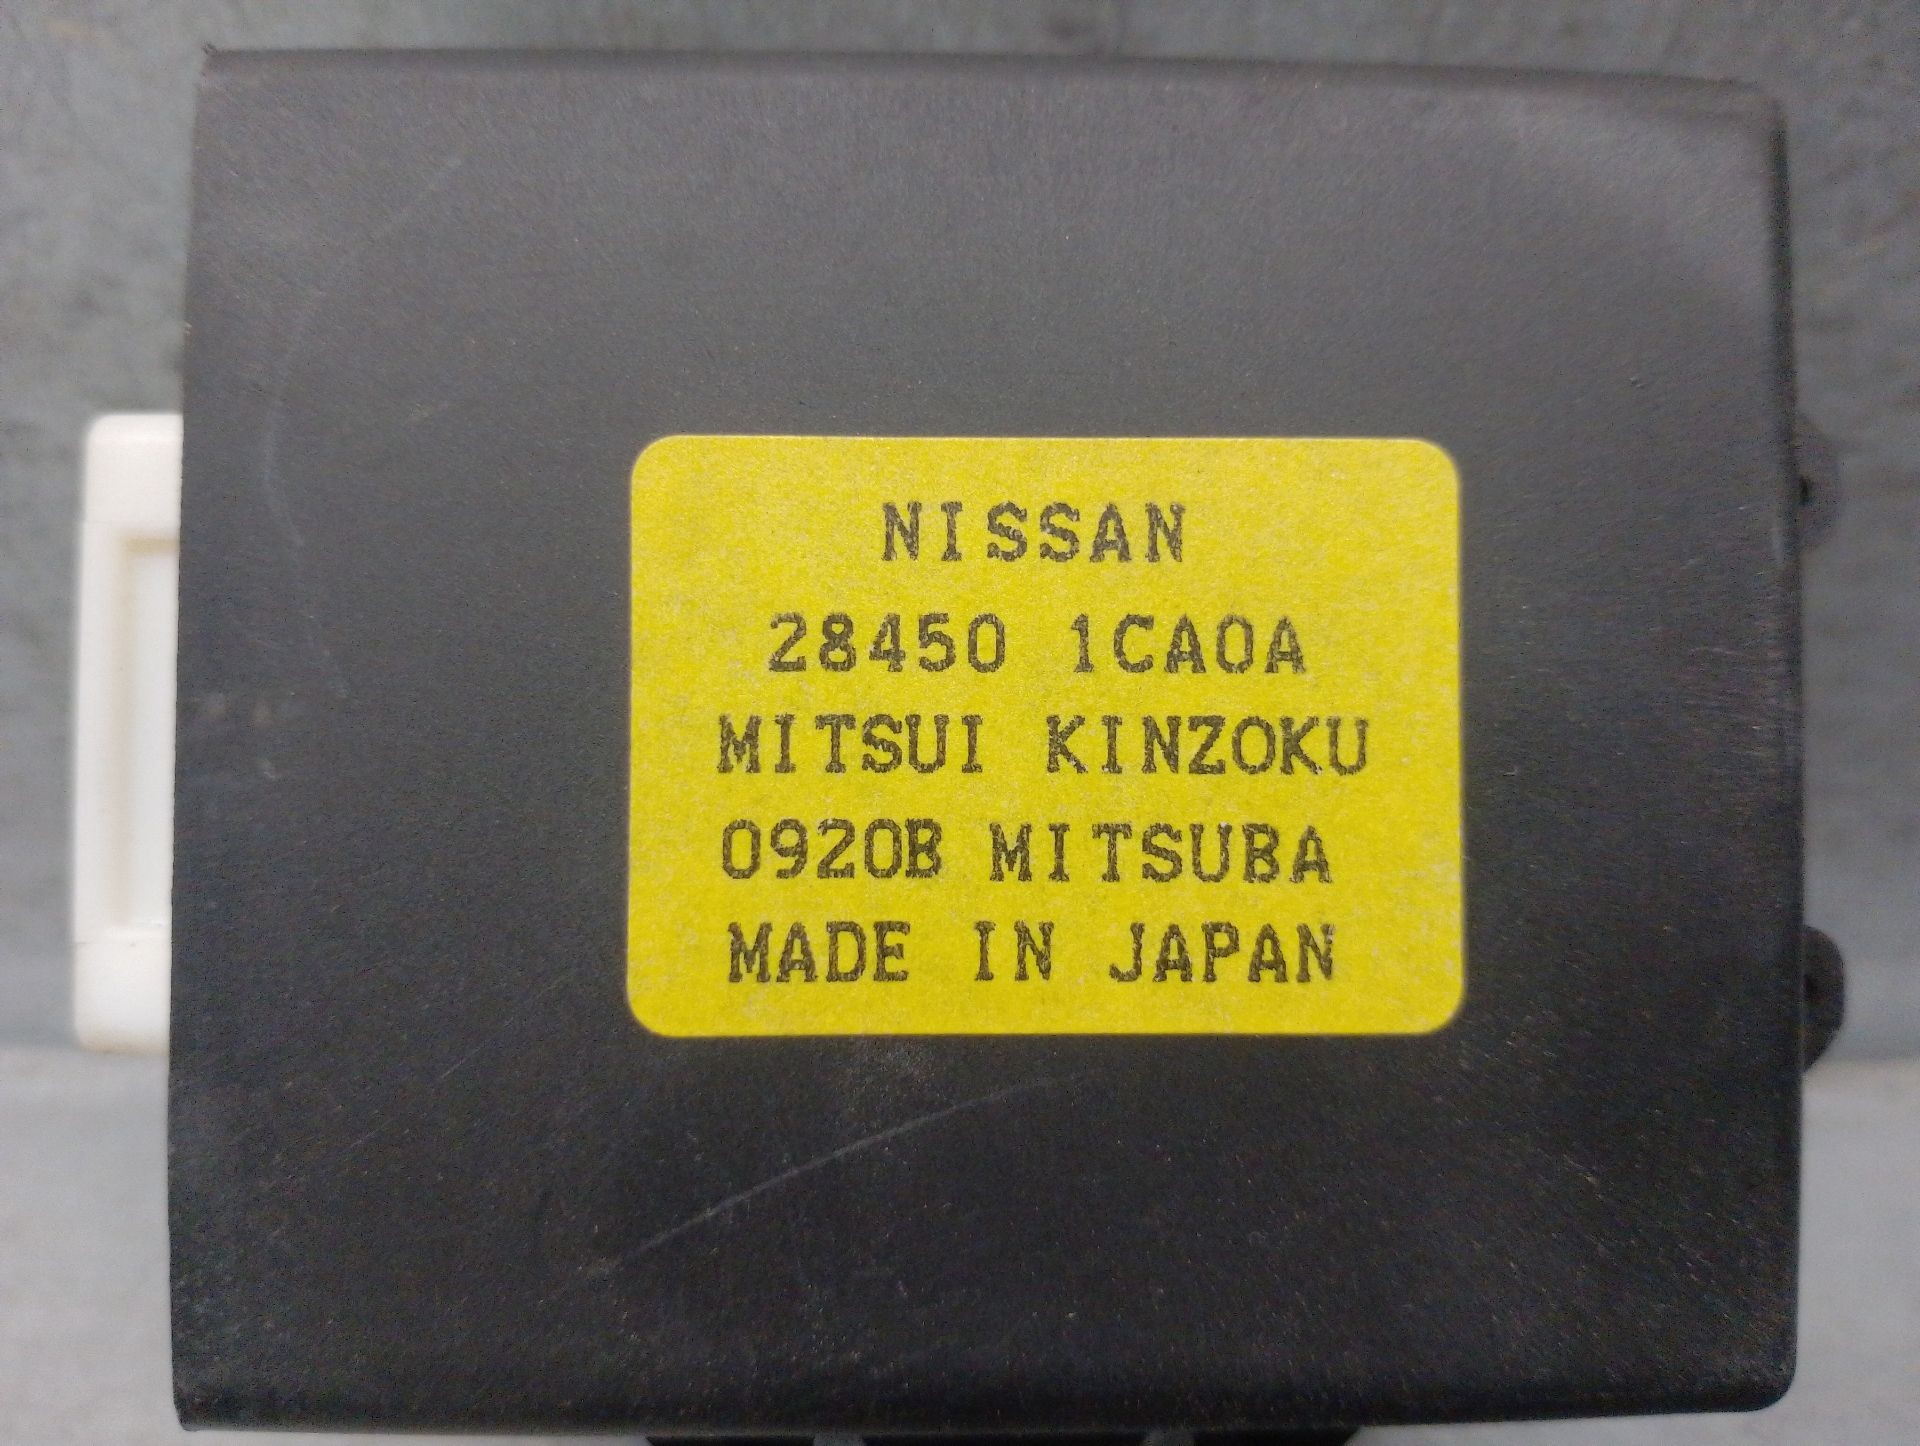 NISSAN
28450 1CA0A
MITSUI KINZOKU
0920B MITSUBA
MADE IN JAPAN